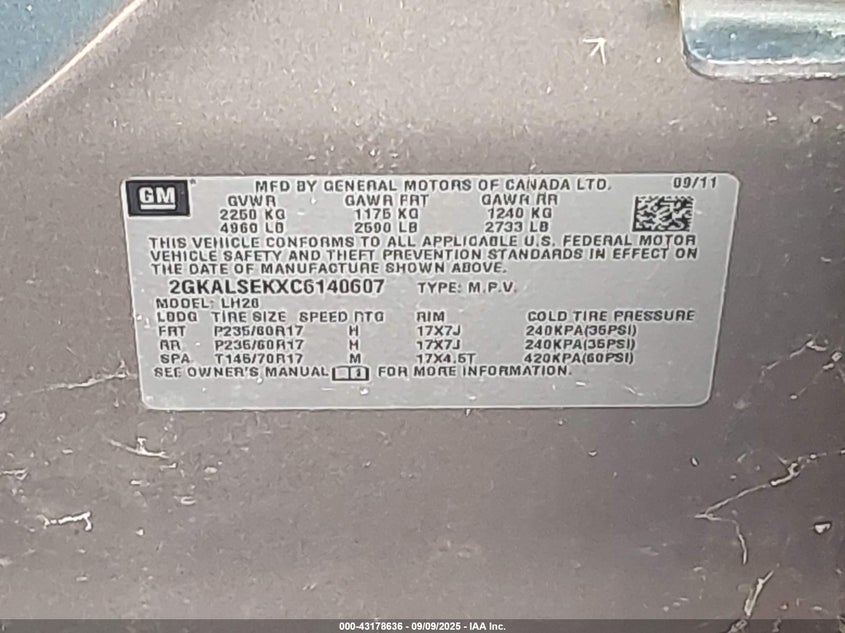 GM
MFD BY GENERAL MOTORS OF CANADA LTD. 09/11
GVWR GAWR FRT GAWR RR
2250 KG 1175 KG 1240 KG
4960 LB 2590 LB 2733 LB
THIS VEHICLE CONFORMS TO ALL APPLICABLE U.S. FEDERAL MOTOR
VEHICLE SAFETY AND THEFT PREVENTION STANDARDS IN EFFECT ON
THE DATE OF MANUFACTURE SHOWN ABOVE.
2GKALSEKXC6140607 TYPE: M.P.V.
MODEL: LH26
LDDG TIRE SIZE SPEED RTG RIM COLD TIRE PRESSURE
FRT P235/60R17 H 17X7J 240KPA(35PSI)
RR P235/60R17 H 17X7J 240KPA(35PSI)
SPA T145/70R17 M 17X4.5T 420KPA(60PSI)
SEE OWNER'S MANUAL FOR MORE INFORMATION.
000-43178636 - 09/09/2025 - IAA Inc.